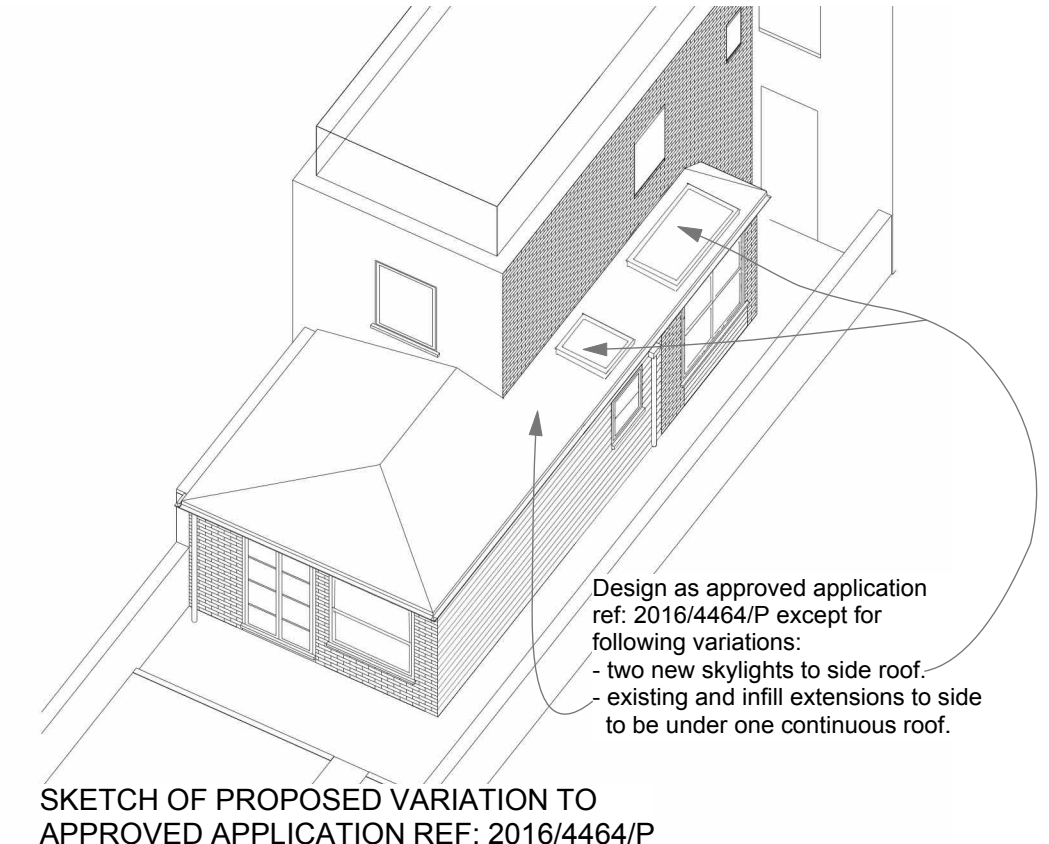 Design as approved application
ref: 2016/4464/P except for
following variations:
- two new skylights to side roof.
- existing and infill extensions to side
to be under one continuous roof.
SKETCH OF PROPOSED VARIATION TO
APPROVED APPLICATION REF: 2016/4464/P